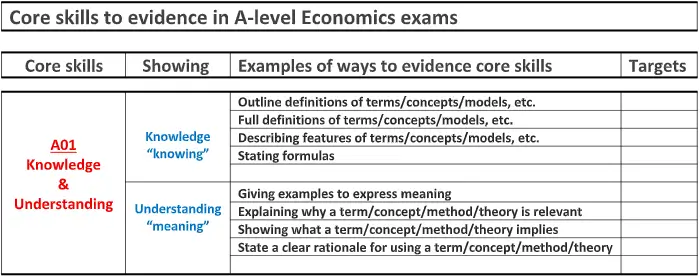 Core skills to evidence in A-level Economics exams
Core skills Showing Examples of ways to evidence core skills Targets
A01
Knowledge
&
Understanding
Knowledge
"knowing"
Outline definitions of terms/concepts/models, etc.
Full definitions of terms/concepts/models, etc.
Describing features of terms/concepts/models, etc.
Stating formulas
Understanding
"meaning"
Giving examples to express meaning
Explaining why a term/concept/method/theory is relevant
Showing what a term/concept/method/theory implies
State a clear rationale for using a term/concept/method/theory